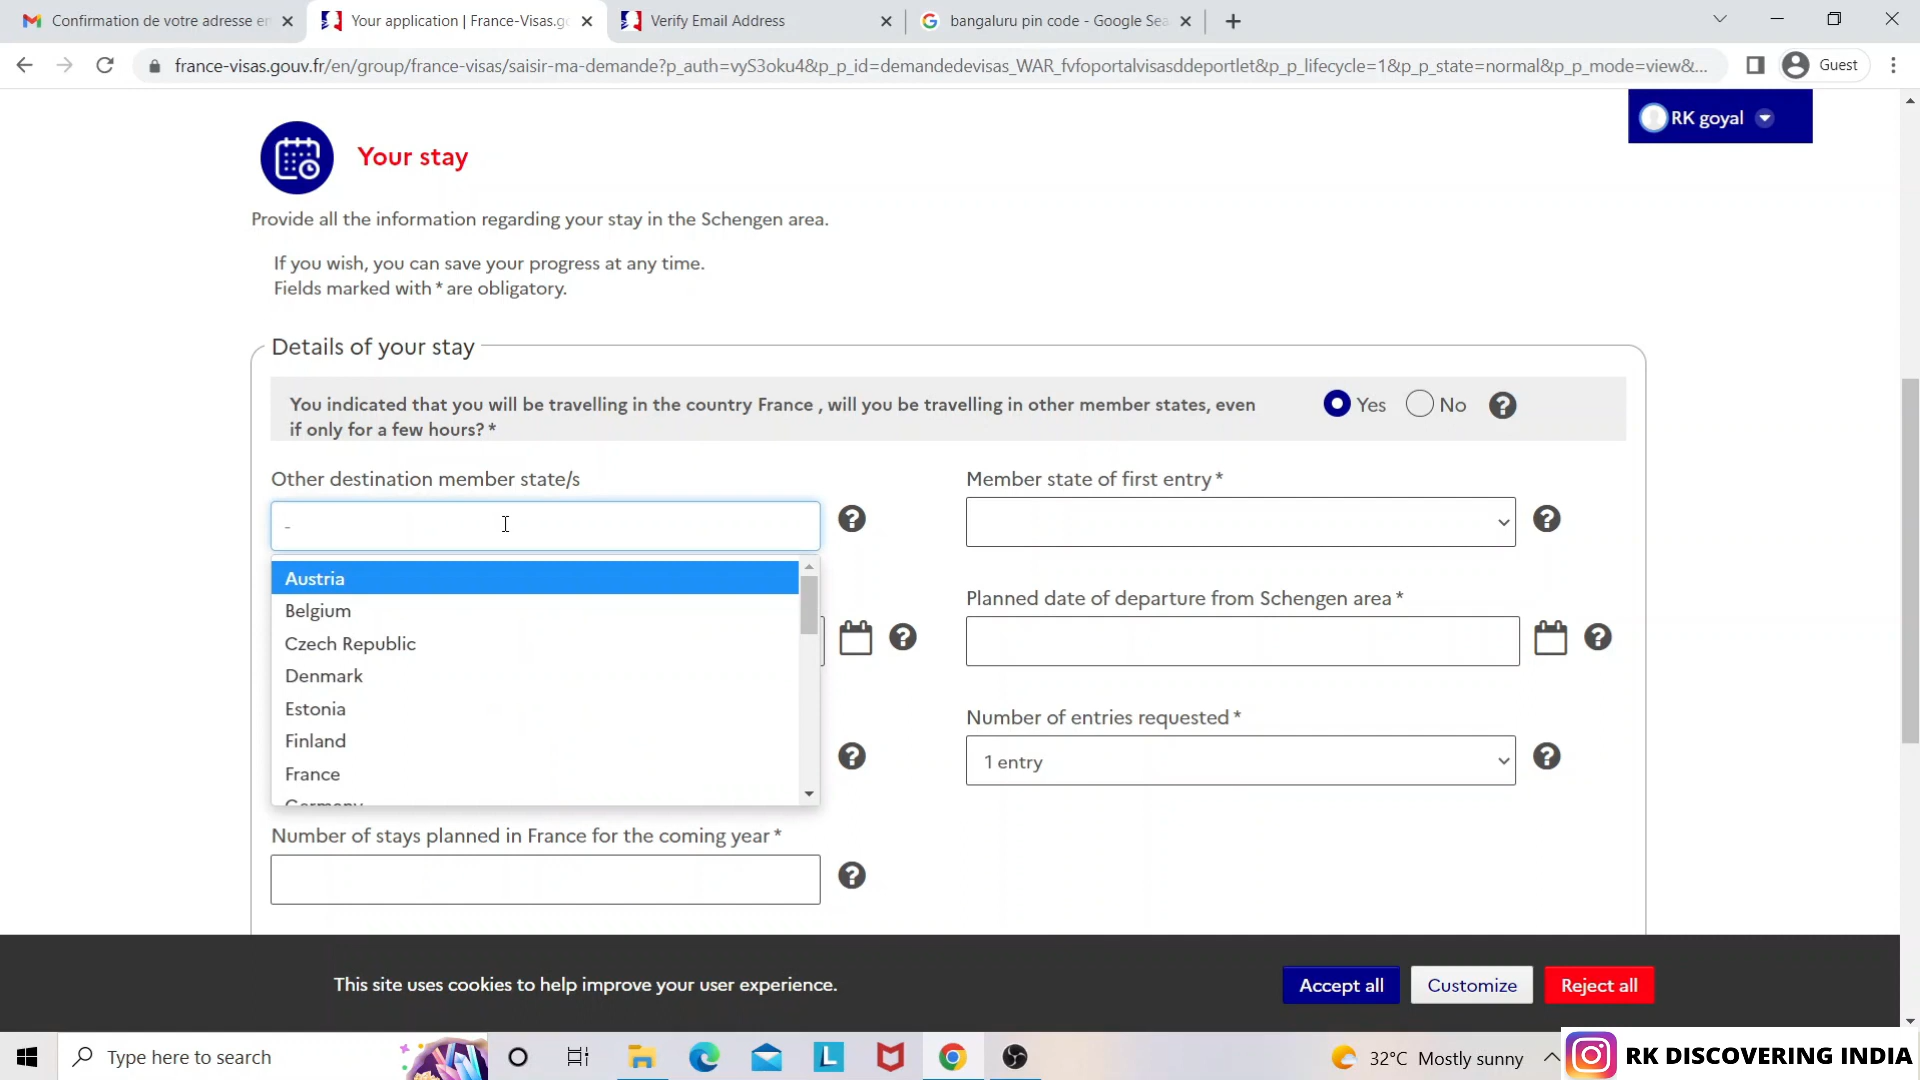 Confirmation de votre adresse en
Your application | France-Visas.go
Verify Email Address
bangaluru pin code - Google Sea
france-visas.gouv.fr/en/group/france-visas/saisir-ma-demande?p_auth=vyS3oku4&p_p_id=demandedevisas_WAR_fvfoportalvisasddeportlet&p_p_lifecycle=1&p_p_state=normal&p_p_mode=view&...
Guest
RK goyal
Your stay
Provide all the information regarding your stay in the Schengen area.
If you wish, you can save your progress at any time.
Fields marked with * are obligatory.
Details of your stay
You indicated that you will be travelling in the country France , will you be travelling in other member states, even
if only for a few hours? *
Yes No ?
Other destination member state/s
Member state of first entry *
-
?
?
Austria
Belgium
Czech Republic
Denmark
Estonia
Finland
France
Germany
Planned date of departure from Schengen area *
?
?
Number of entries requested *
?
1 entry
?
Number of stays planned in France for the coming year *
?
This site uses cookies to help improve your user experience.
Accept all
Customize
Reject all
Type here to search
L
32°C Mostly sunny
RK DISCOVERING INDIA